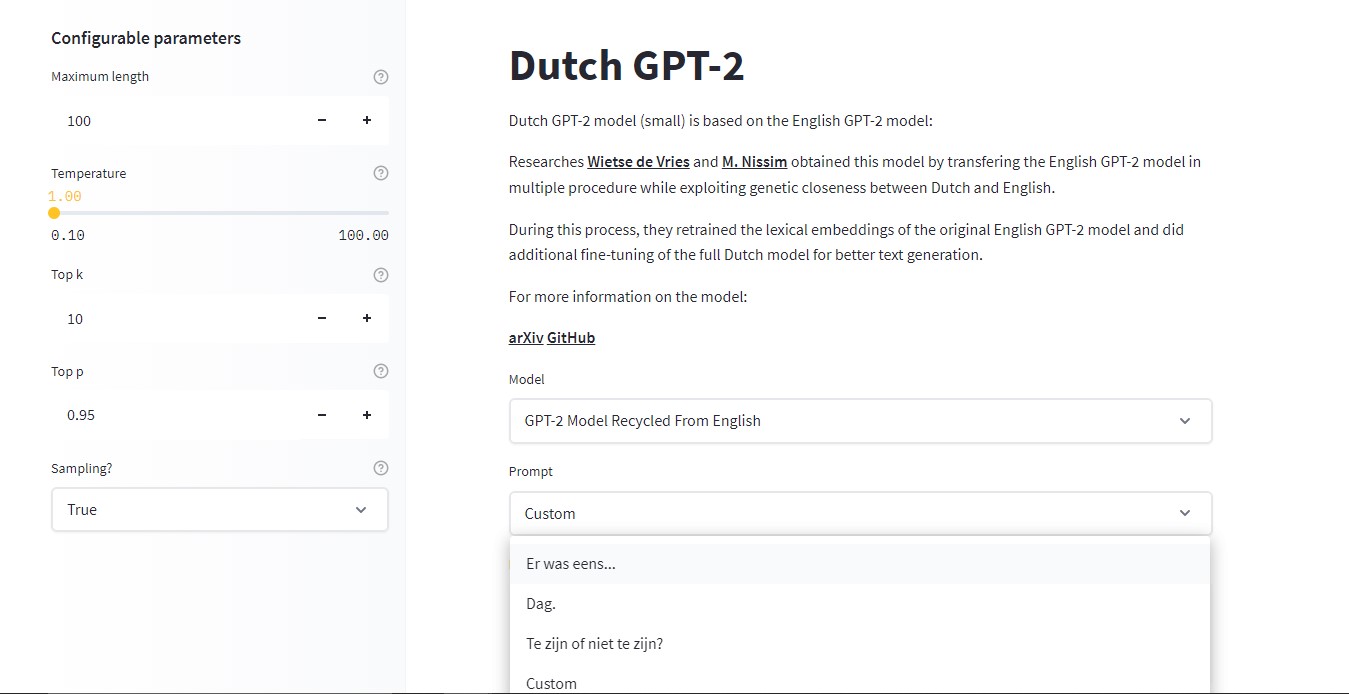 Configurable parameters
Maximum length
100
Temperature
1.00
0.10 100.00
Top k
10
Top p
0.95
Sampling?
True
Dutch GPT-2
Dutch GPT-2 model (small) is based on the English GPT-2 model:
Researches Wietse de Vries and M. Nissim obtained this model by transfering the English GPT-2 model in
multiple procedure while exploiting genetic closeness between Dutch and English.
During this process, they retrained the lexical embeddings of the original English GPT-2 model and did
additional fine-tuning of the full Dutch model for better text generation.
For more information on the model:
arXiv GitHub
Model
GPT-2 Model Recycled From English
Prompt
Custom
Er was eens...
Dag.
Te zijn of niet te zijn?
Custom